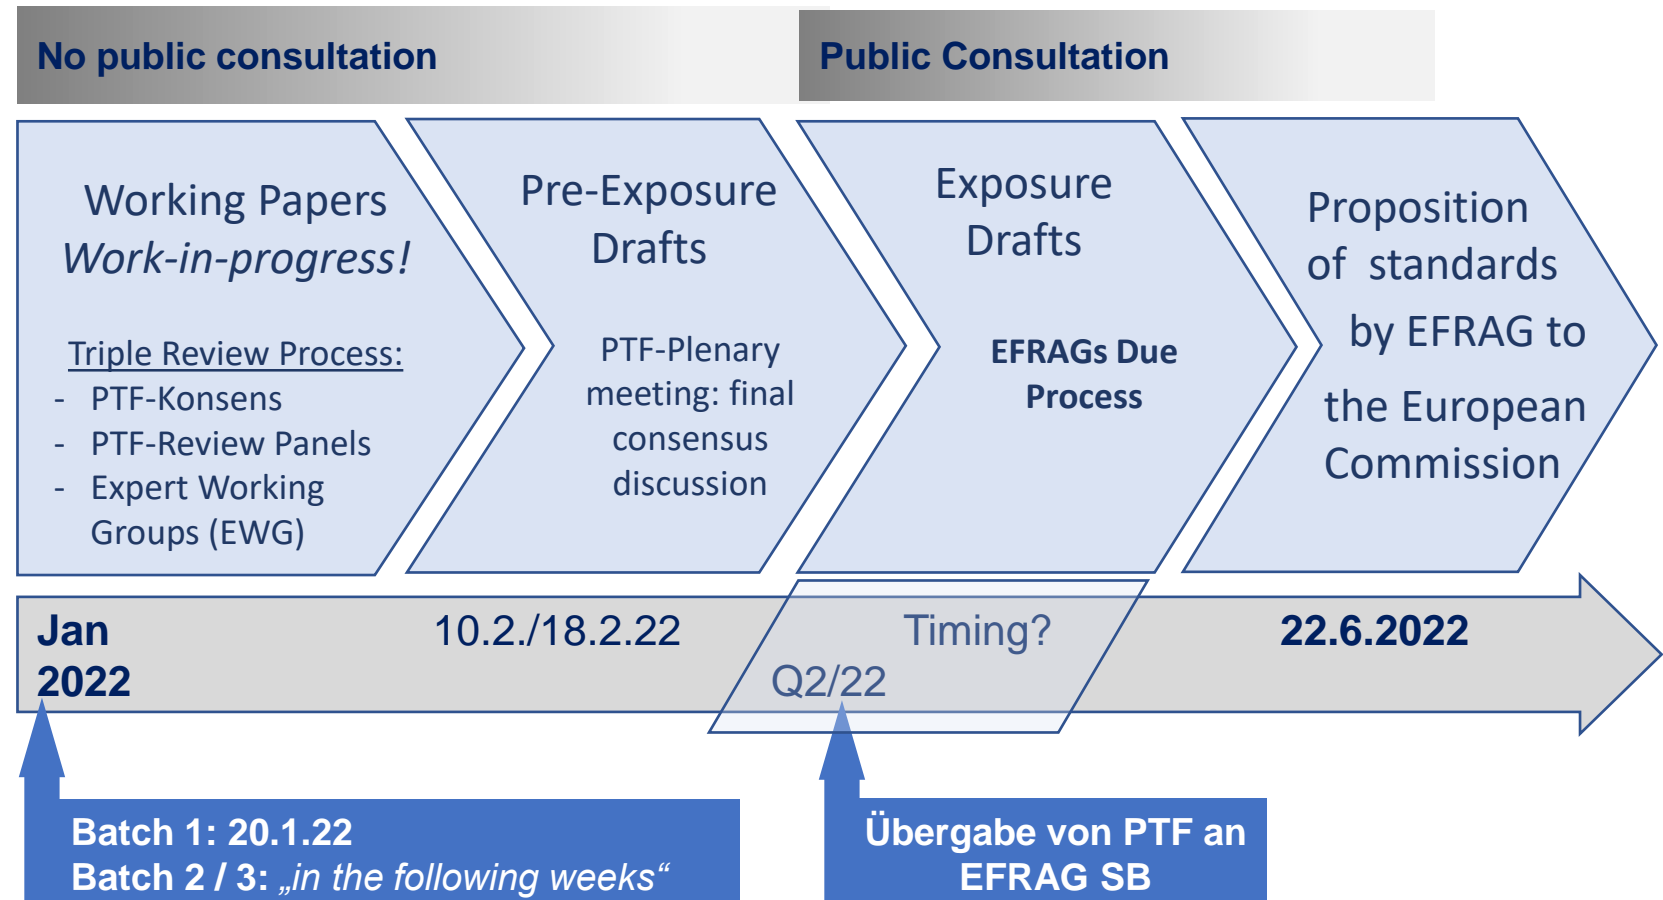 No public consultation
Public Consultation
Working Papers
Work-in-progress!
Triple Review Process:
- PTF-Konsens
- PTF-Review Panels
- Expert Working
Groups (EWG)
Pre-Exposure
Drafts
PTF-Plenary
meeting: final
consensus
discussion
Exposure
Drafts
EFRAGs Due
Process
Proposition
of standards
by EFRAG to
the European
Commission
Jan
2022
10.2./18.2.22
Timing?
Q2/22
22.6.2022
Batch 1: 20.1.22
Batch 2 / 3: „in the following weeks“
Übergabe von PTF an
EFRAG SB